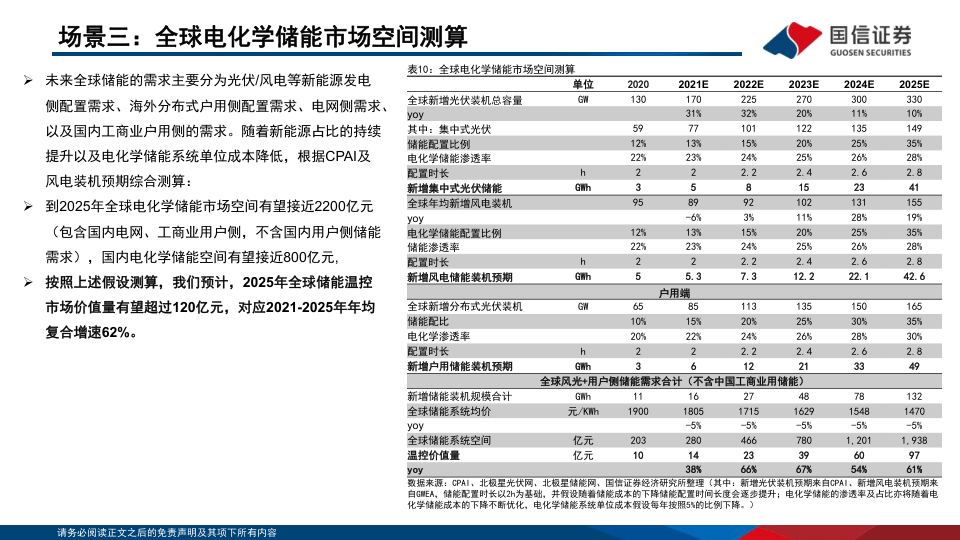 场景三：全球电化学储能市场空间测算
国信证券
GUOSEN SECURITIES
➢ 未来全球储能的需求主要分为光伏/风电等新能源发电
侧配置需求、海外分布式户用侧配置需求、电网侧需求、
以及国内工商业户用侧的需求。随着新能源占比的持续
提升以及电化学储能系统单位成本降低，根据CPAI及
风电装机预期综合测算：
➢ 到2025年全球电化学储能市场空间有望接近2200亿元
（包含国内电网、工商业用户侧，不含国内用户侧储能
需求），国内电化学储能空间有望接近800亿元,
➢ 按照上述假设测算，我们预计，2025年全球储能温控
市场价值量有望超过120亿元，对应2021-2025年年均
复合增速62%。
表10：全球电化学储能市场空间测算
单位 2020 2021E 2022E 2023E 2024E 2025E
全球新增光伏装机总容量 GW 130 170 225 270 300 330
yoy 31% 32% 20% 11% 10%
其中：集中式光伏 59 77 101 122 135 149
储能配置比例 12% 13% 15% 20% 25% 35%
电化学储能渗透率 22% 23% 24% 25% 26% 28%
配置时长 h 2 2 2.2 2.4 2.6 2.8
新增集中式光伏储能 GWh 3 5 8 15 23 41
全球年均新增风电装机 95 89 92 102 131 155
yoy -6% 3% 11% 28% 19%
电化学储能配置比例 12% 13% 15% 20% 25% 35%
储能渗透率 22% 23% 24% 25% 26% 28%
配置时长 h 2 2 2.2 2.4 2.6 2.8
新增风电储能装机预期 GWh 5 5.3 7.3 12.2 22.1 42.6
户用端
全球新增分布式光伏装机 GW 65 85 113 135 150 165
储能配比 10% 15% 20% 25% 30% 35%
电化学渗透率 20% 22% 24% 26% 28% 30%
配置时长 h 2 2 2.2 2.4 2.6 2.8
新增户用储能装机预期 GWh 3 6 12 21 33 49
全球风光+用户侧储能需求合计（不含中国工商业用储能）
新增储能装机规模合计 GWh 11 16 27 48 78 132
全球储能系统均价 元/KWh 1900 1805 1715 1629 1548 1470
yoy -5% -5% -5% -5% -5%
全球储能系统空间 亿元 203 280 466 780 1,201 1,938
温控价值量 亿元 10 14 23 39 60 97
yoy 38% 66% 67% 54% 61%
数据来源：CPAI、北极星光伏网、北极星储能网、国信证券经济研究所整理（其中：新增光伏装机预期来自CPAI、新增风电装机预期来
自GWEA，储能配置时长以2h为基础，并假设随着储能成本的下降储能配置时间长度会逐步提升；电化学储能的渗透率及占比亦将随着电
化学储能成本的下降不断优化，电化学储能系统单位成本假设每年按照5%的比例下降。）
请务必阅读正文之后的免责声明及其项下所有内容